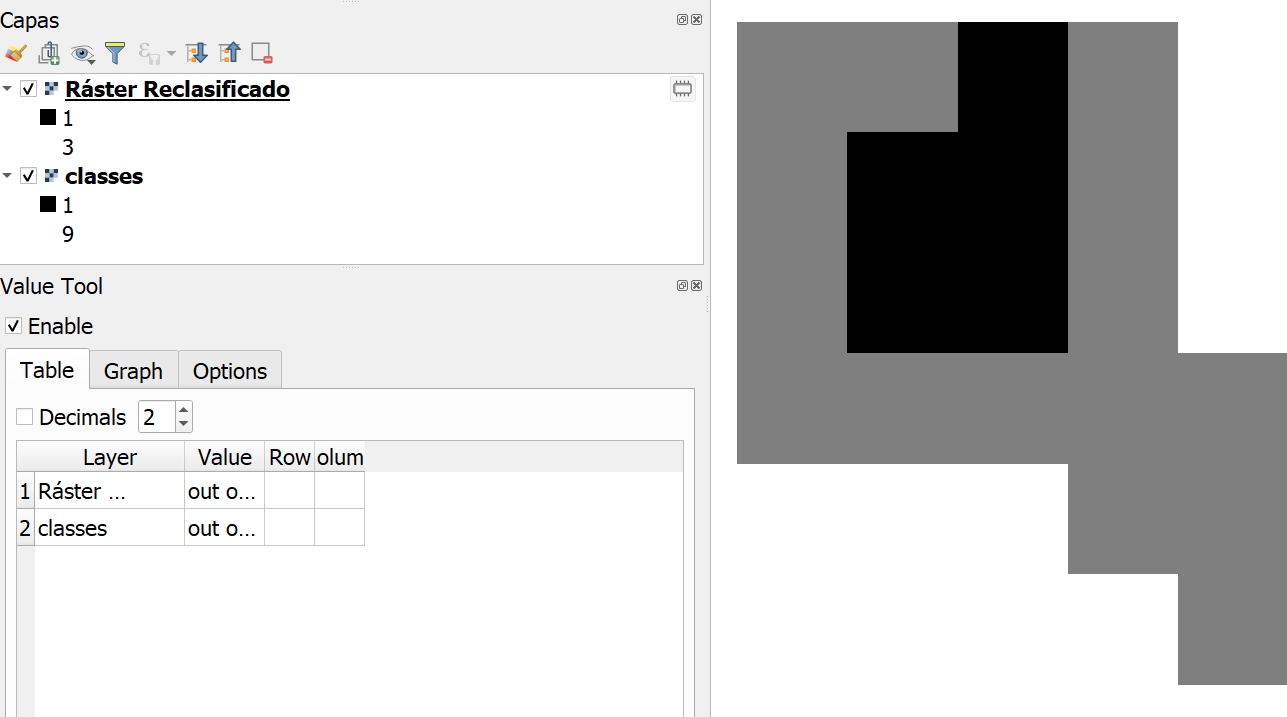 Capas
Ráster Reclasificado
1
3
classes
1
9
Value Tool
Enable
Table Graph Options
Decimals 2
Layer Value Row olum
1 Ráster ... out o...
2 classes out o...